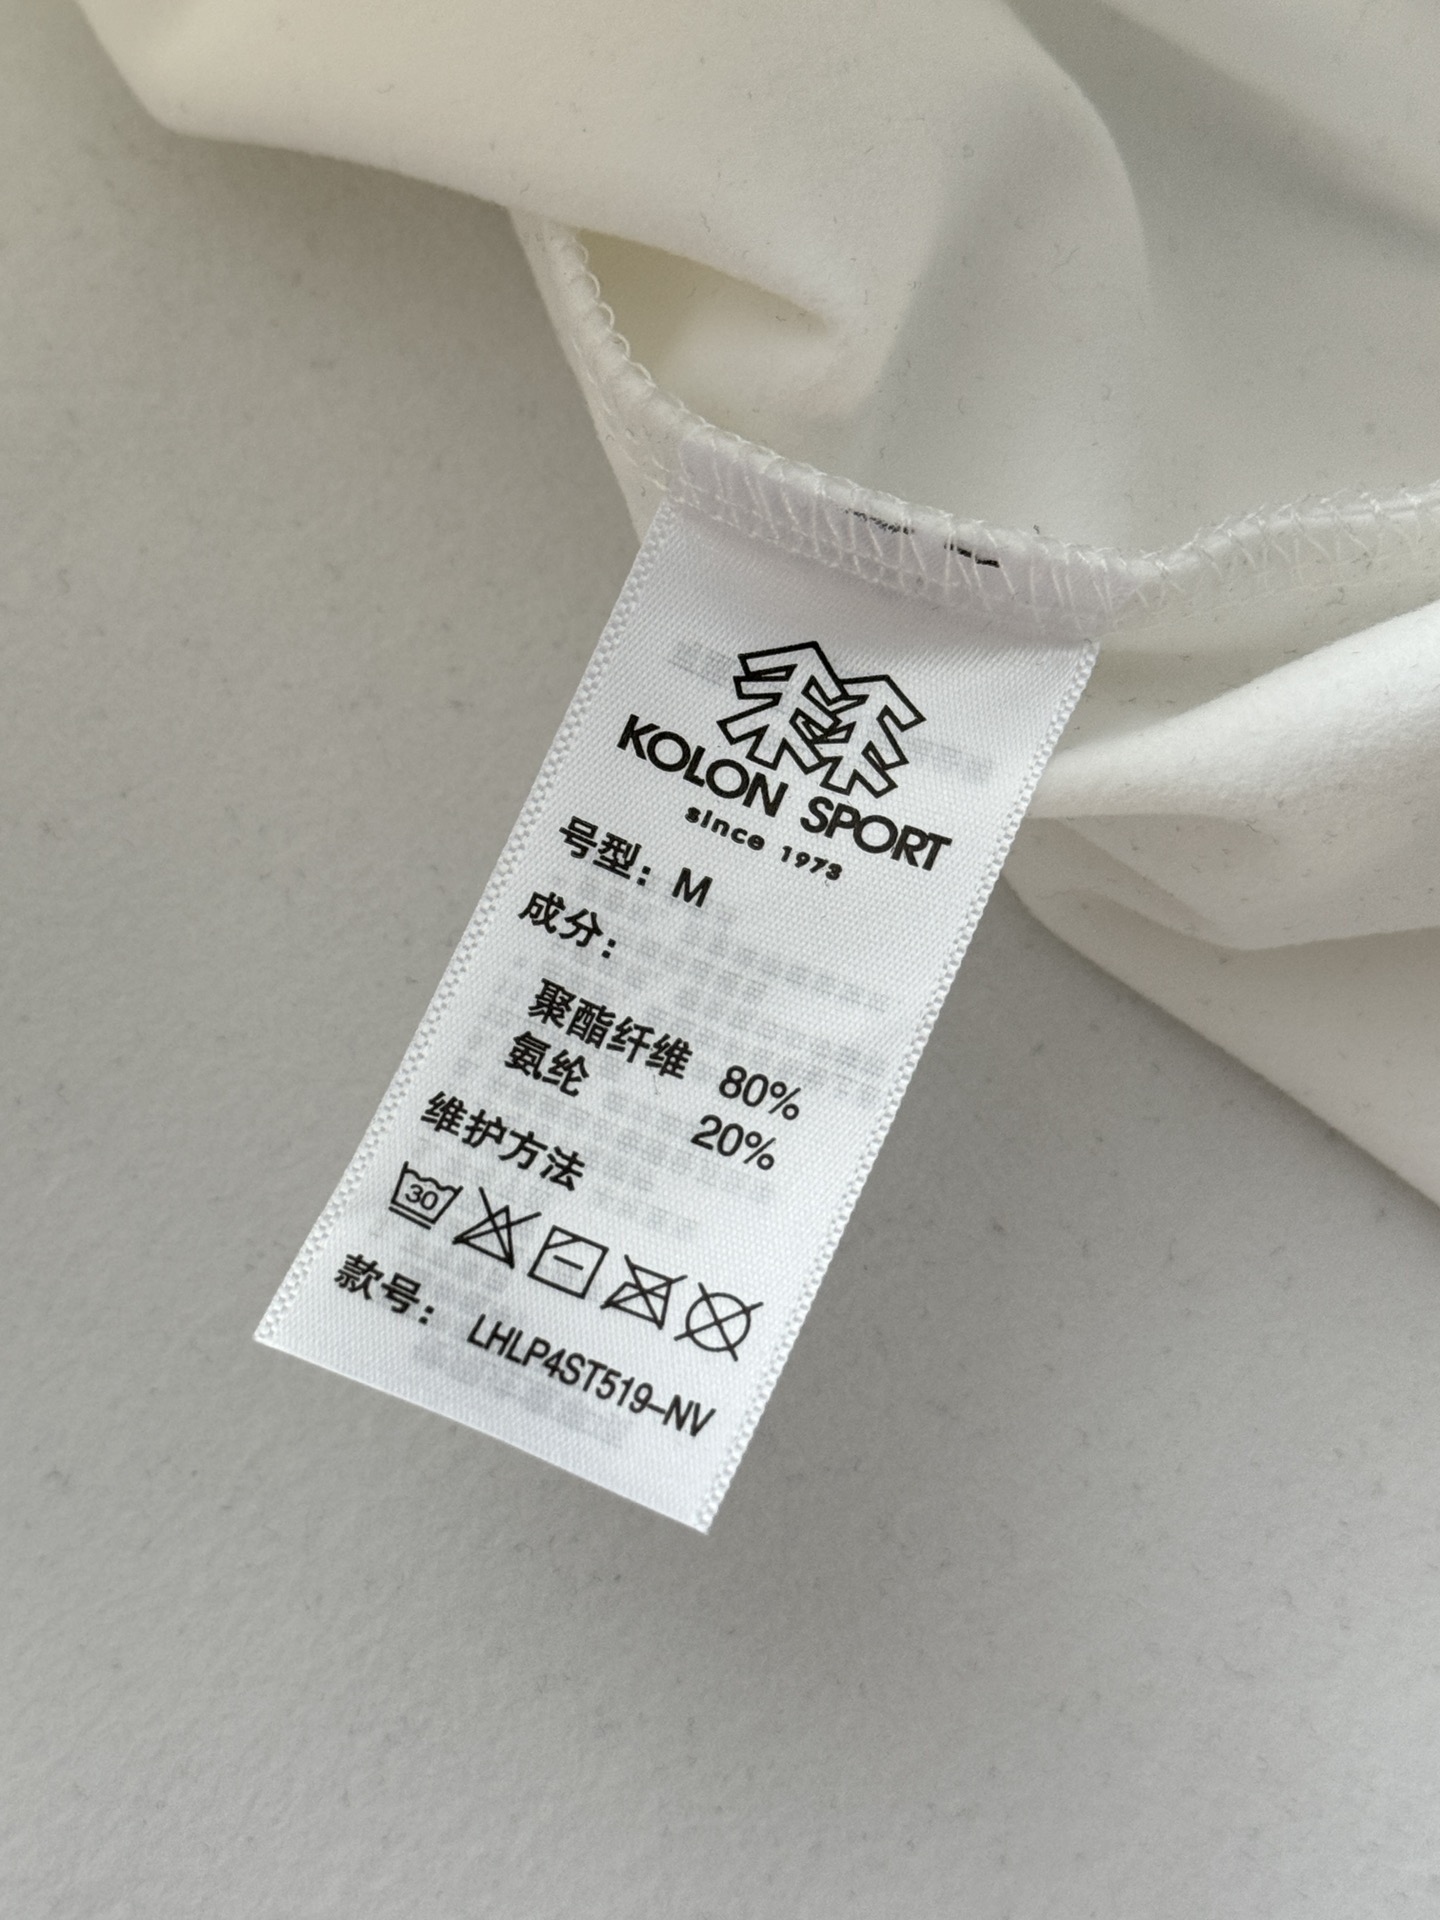 KOLON SPORT
since 1973
号型：M
成分：
聚酯纤维 80%
氨纶 20%
维护方法
30
款号： LHLP4ST519-NV